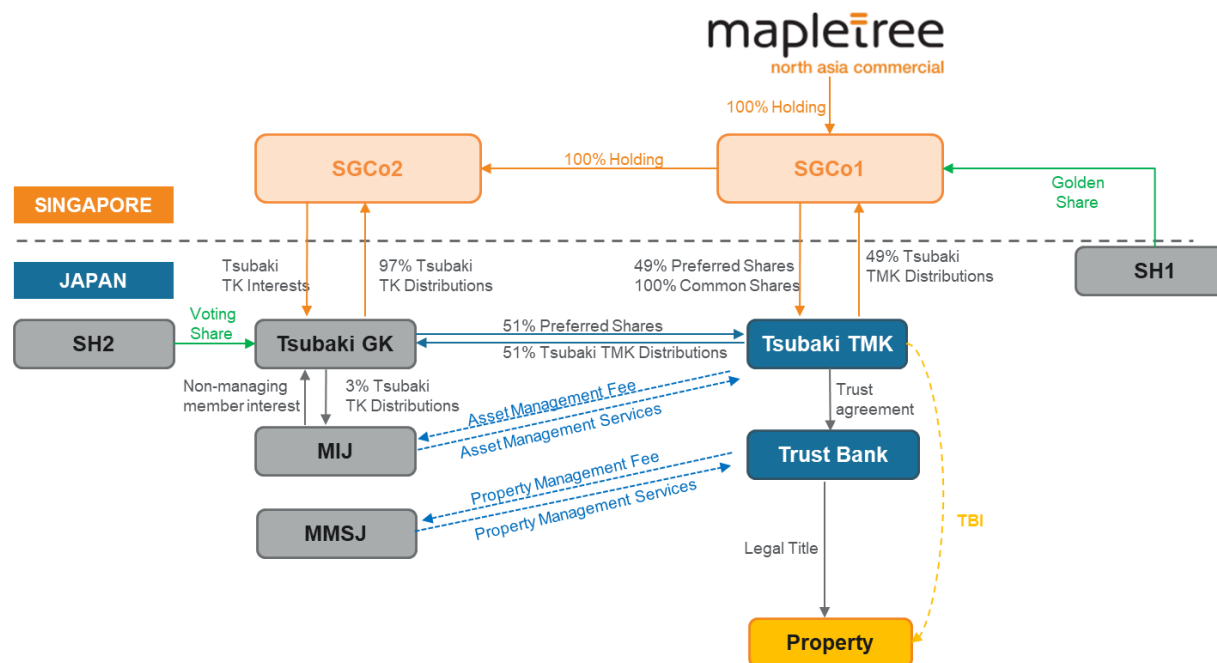 mapletree
north asia commercial
100% Holding
SGCo2
100% Holding
SGCo1
Golden
Share
SINGAPORE
JAPAN
Tsubaki
TK Interests
97% Tsubaki
TK Distributions
49% Preferred Shares
100% Common Shares
49% Tsubaki
TMK Distributions
SH1
SH2
Voting
Share
Tsubaki GK
51% Preferred Shares
51% Tsubaki TMK Distributions
Tsubaki TMK
Non-managing
member interest
3% Tsubaki
TK Distributions
Asset Management Fee
Asset Management Services
Trust
agreement
MIJ
Trust Bank
Property Management Fee
Property Management Services
MMSJ
TBI
Legal Title
Property